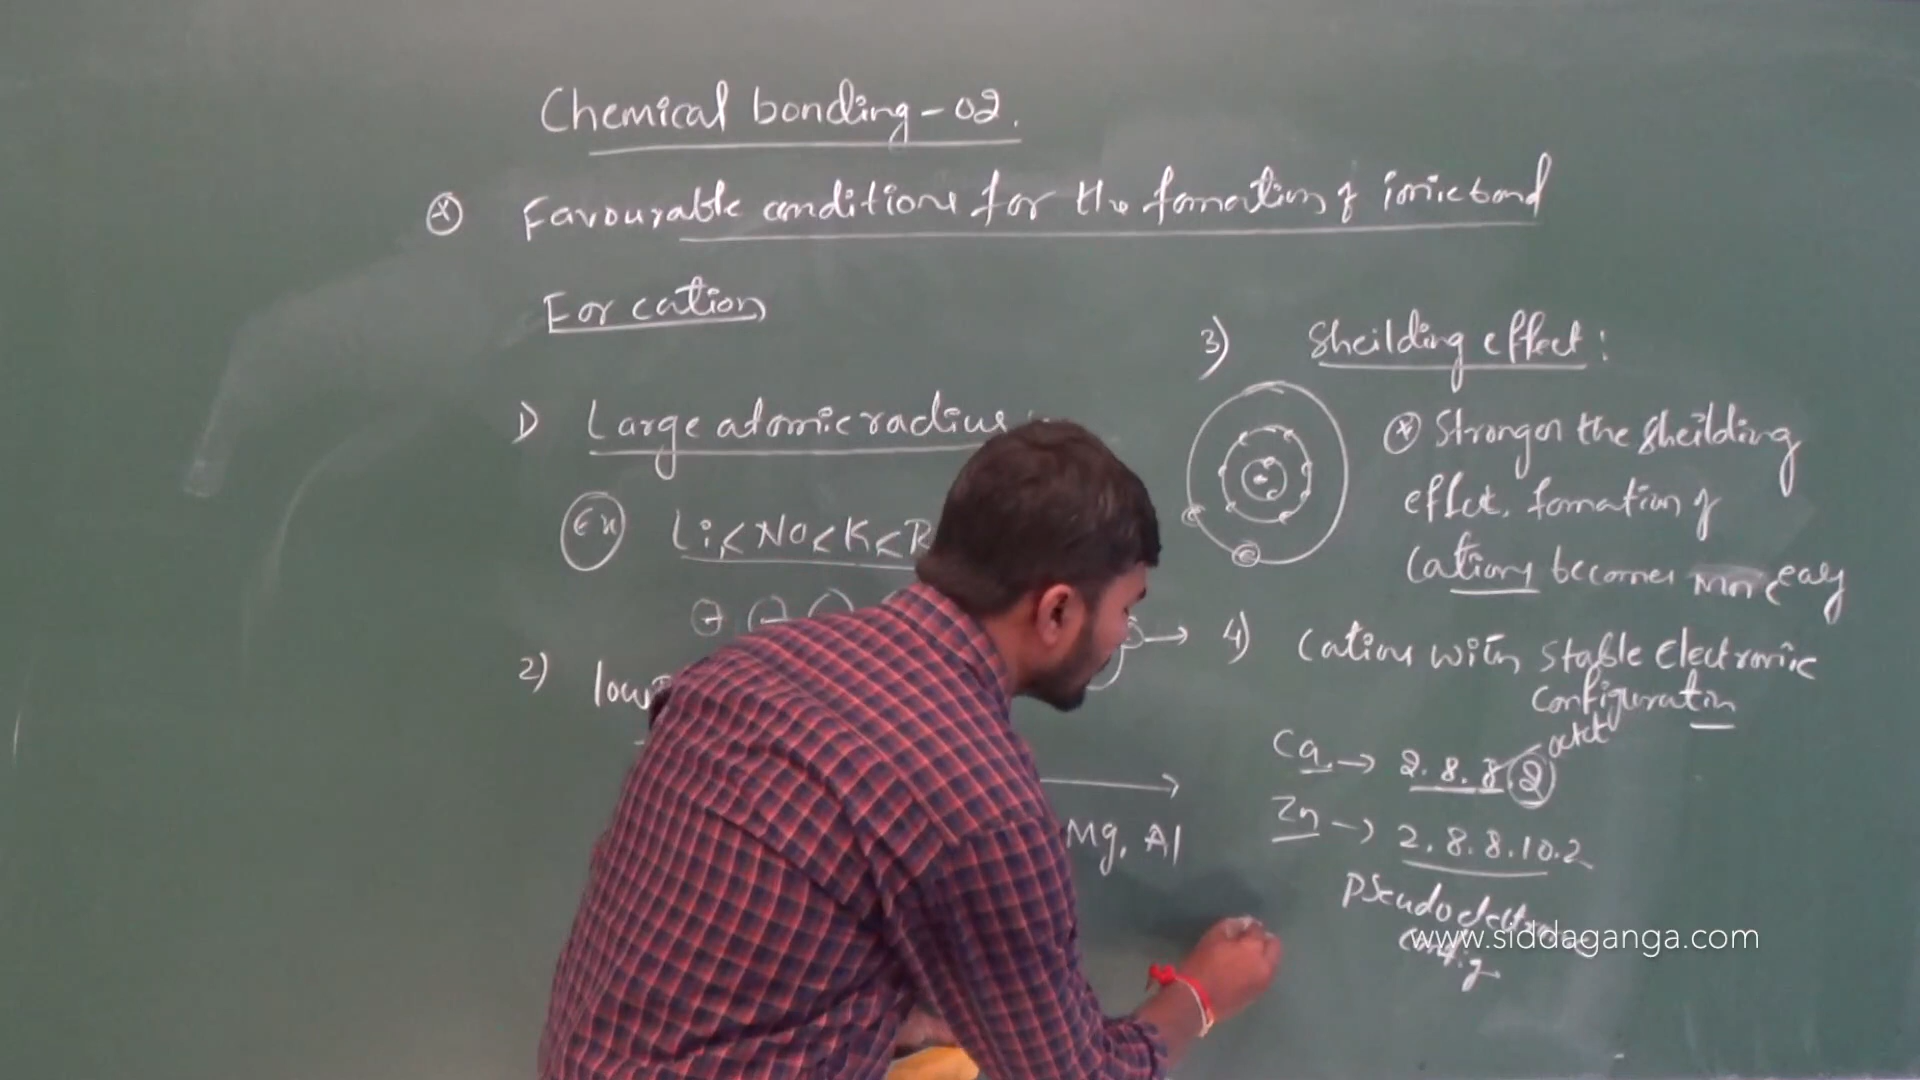 Chemical bonding - 02.
Favourable conditions for the formation of ionic bond
For cation
1) Large atomic radius
Ex Li < Na < K < R
2) low
Mg, Al
3) Sheilding effect :
Stronger the sheilding
effect, formation of
cations becomes more easy
4) Cations with stable electronic
configuration
octet
Ca → 2.8.8 2
Zn → 2.8.8.10.2
Pseudo
config.
www.siddaganga.com